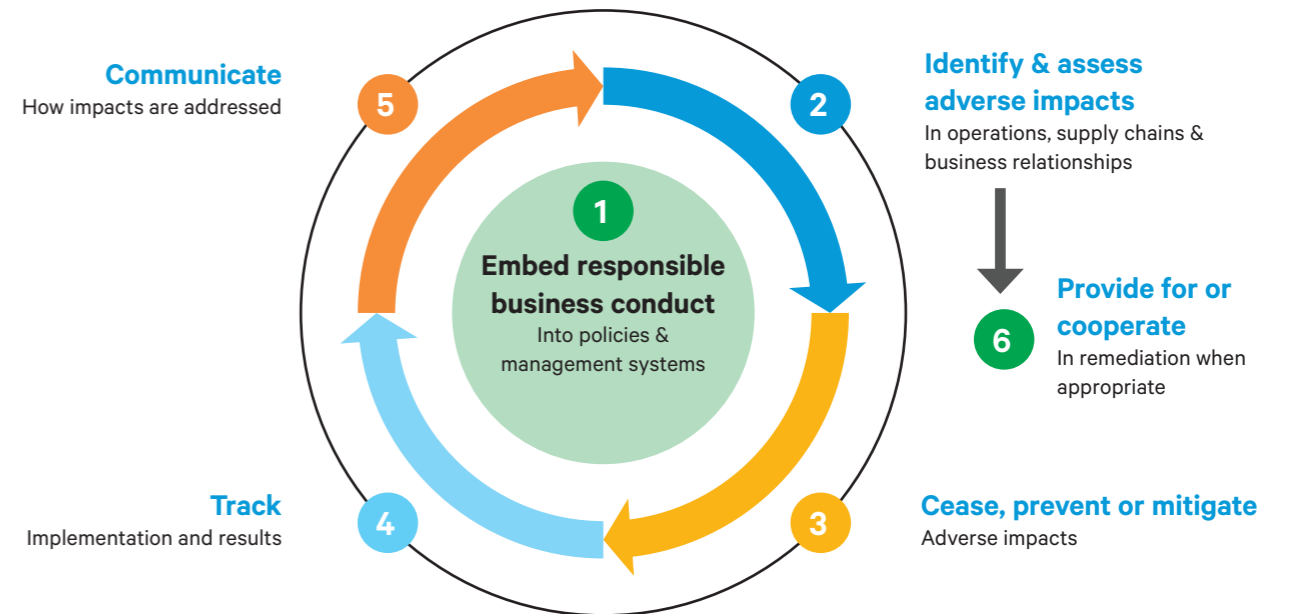 1
Embed responsible
business conduct
Into policies &
management systems
2
Identify & assess
adverse impacts
In operations, supply chains &
business relationships
3
Cease, prevent or mitigate
Adverse impacts
4
Track
Implementation and results
5
Communicate
How impacts are addressed
6
Provide for or
cooperate
In remediation when
appropriate